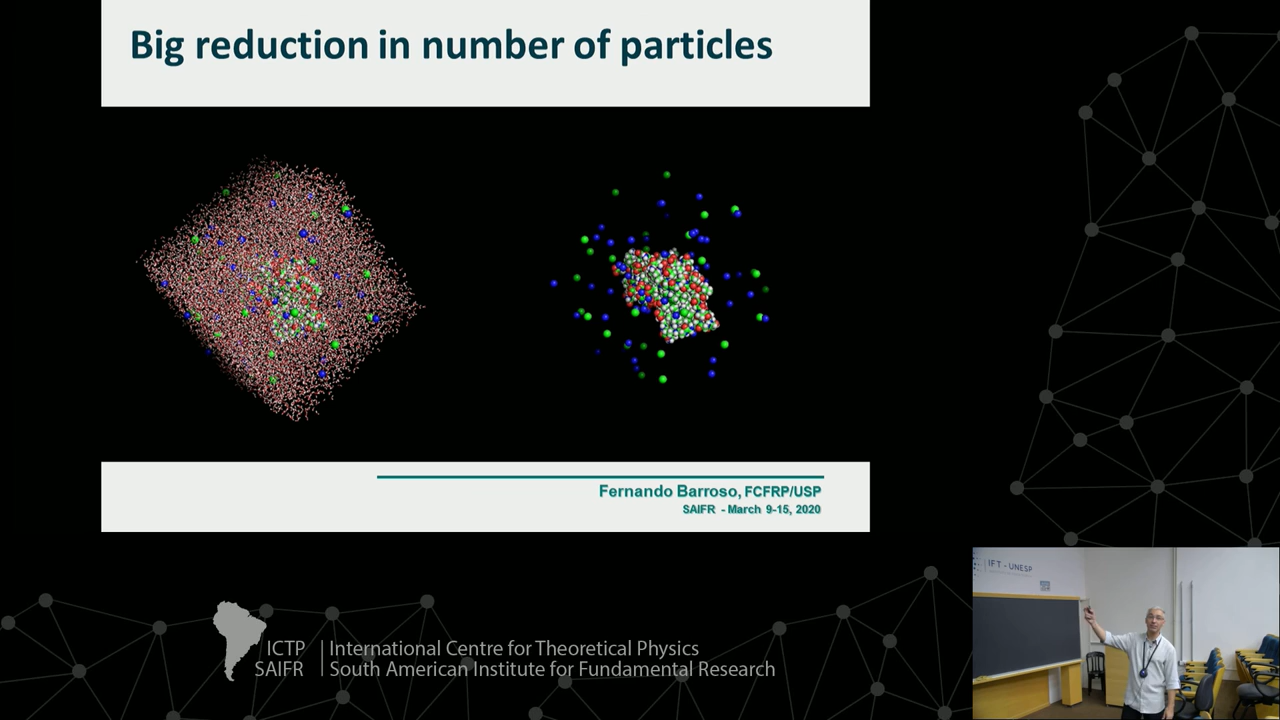 Big reduction in number of particles
Fernando Barroso, FCFRP/USP
SAIFR - March 9-15, 2020
IFT - UNESP
ICTP
SAIFR
International Centre for Theoretical Physics
South American Institute for Fundamental Research